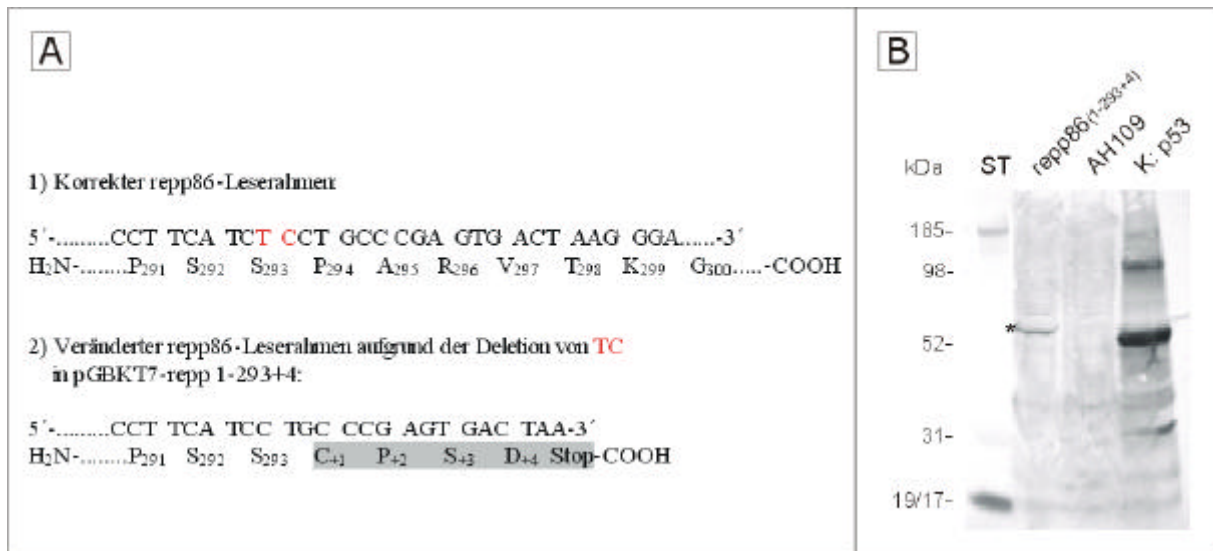 A
1) Korrekter repp86-Leserahmen:
5´-.........CCT TCA TCT CCT GCC CGA GTG ACT AAG GGA......-3´
H₂N-........P₂₉₁ S₂₉₂ S₂₉₃ P₂₉₄ A₂₉₅ R₂₉₆ V₂₉₇ T₂₉₈ K₂₉₉ G₃₀₀.....-COOH
2) Veränderter repp86-Leserahmen aufgrund der Deletion von TC
in pGBKT7-repp 1-293+4:
5´-.........CCT TCA TCC TGC CCG AGT GAC TAA-3´
H₂N-........P₂₉₁ S₂₉₂ S₂₉₃ C₊₁ P₊₂ S₊₃ D₊₄ Stop-COOH
B
kDa ST repp86(1-293+4) AH109 K: p53
185-
98-
*
52-
31-
19/17-